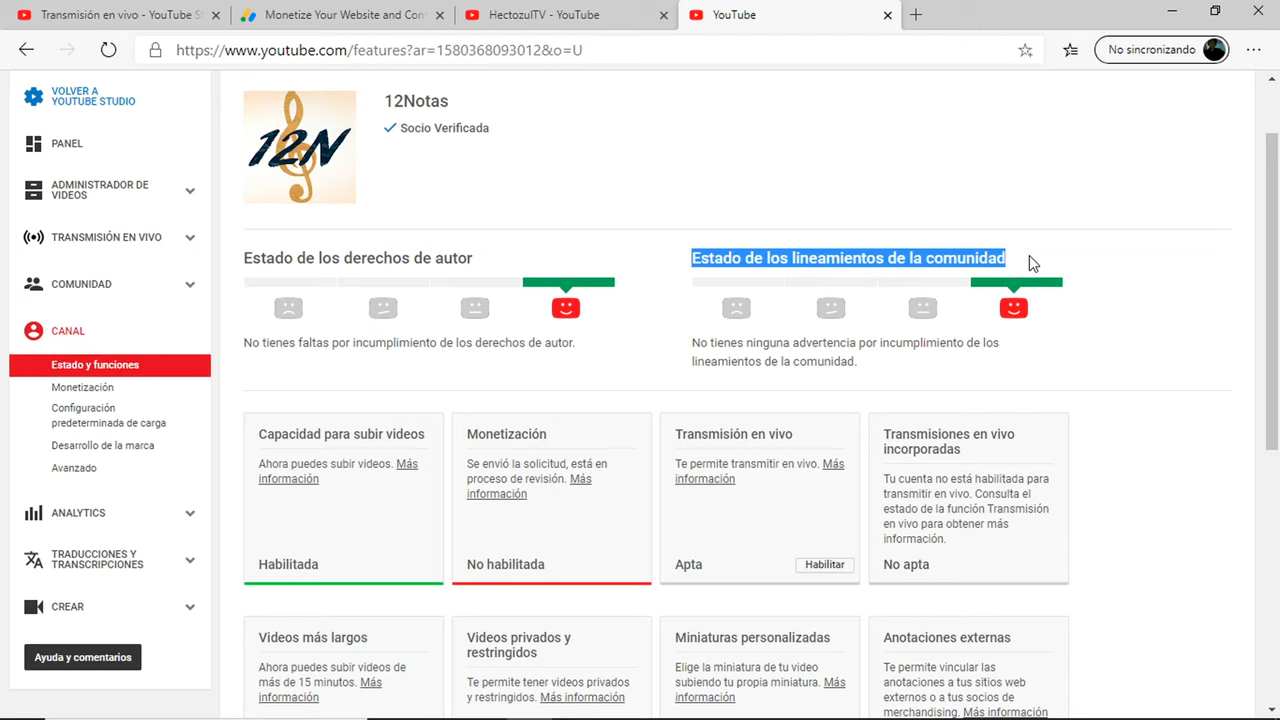 Transmisión en vivo - YouTube S
Monetize Your Website and Con
HectozulTV - YouTube
YouTube
https://www.youtube.com/features?ar=1580368093012&o=U
No sincronizando
VOLVER A
YOUTUBE STUDIO
PANEL
ADMINISTRADOR DE
VIDEOS
TRANSMISIÓN EN VIVO
COMUNIDAD
CANAL
Estado y funciones
Monetización
Configuración
predeterminada de carga
Desarrollo de la marca
Avanzado
ANALYTICS
TRADUCCIONES Y
TRANSCRIPCIONES
CREAR
Ayuda y comentarios
12N
12Notas
Socio Verificada
Estado de los derechos de autor
No tienes faltas por incumplimiento de los derechos de autor.
Estado de los lineamientos de la comunidad
No tienes ninguna advertencia por incumplimiento de los
lineamientos de la comunidad.
Capacidad para subir videos
Ahora puedes subir videos. Más
información
Habilitada
Monetización
Se envió la solicitud, está en
proceso de revisión. Más
información
No habilitada
Transmisión en vivo
Te permite transmitir en vivo. Más
información
Apta
Habilitar
Transmisiones en vivo
incorporadas
Tu cuenta no está habilitada para
transmitir en vivo. Consulta el
estado de la función Transmisión
en vivo para obtener más
información.
No apta
Videos más largos
Ahora puedes subir videos de
más de 15 minutos. Más
información
Videos privados y
restringidos
Te permite tener videos privados
y restringidos. Más información
Miniaturas personalizadas
Elige la miniatura de tu video
subiendo tu propia miniatura. Más
información
Anotaciones externas
Te permite vincular las
anotaciones a tus sitios web
externos o a tus socios de
merchandising. Más información